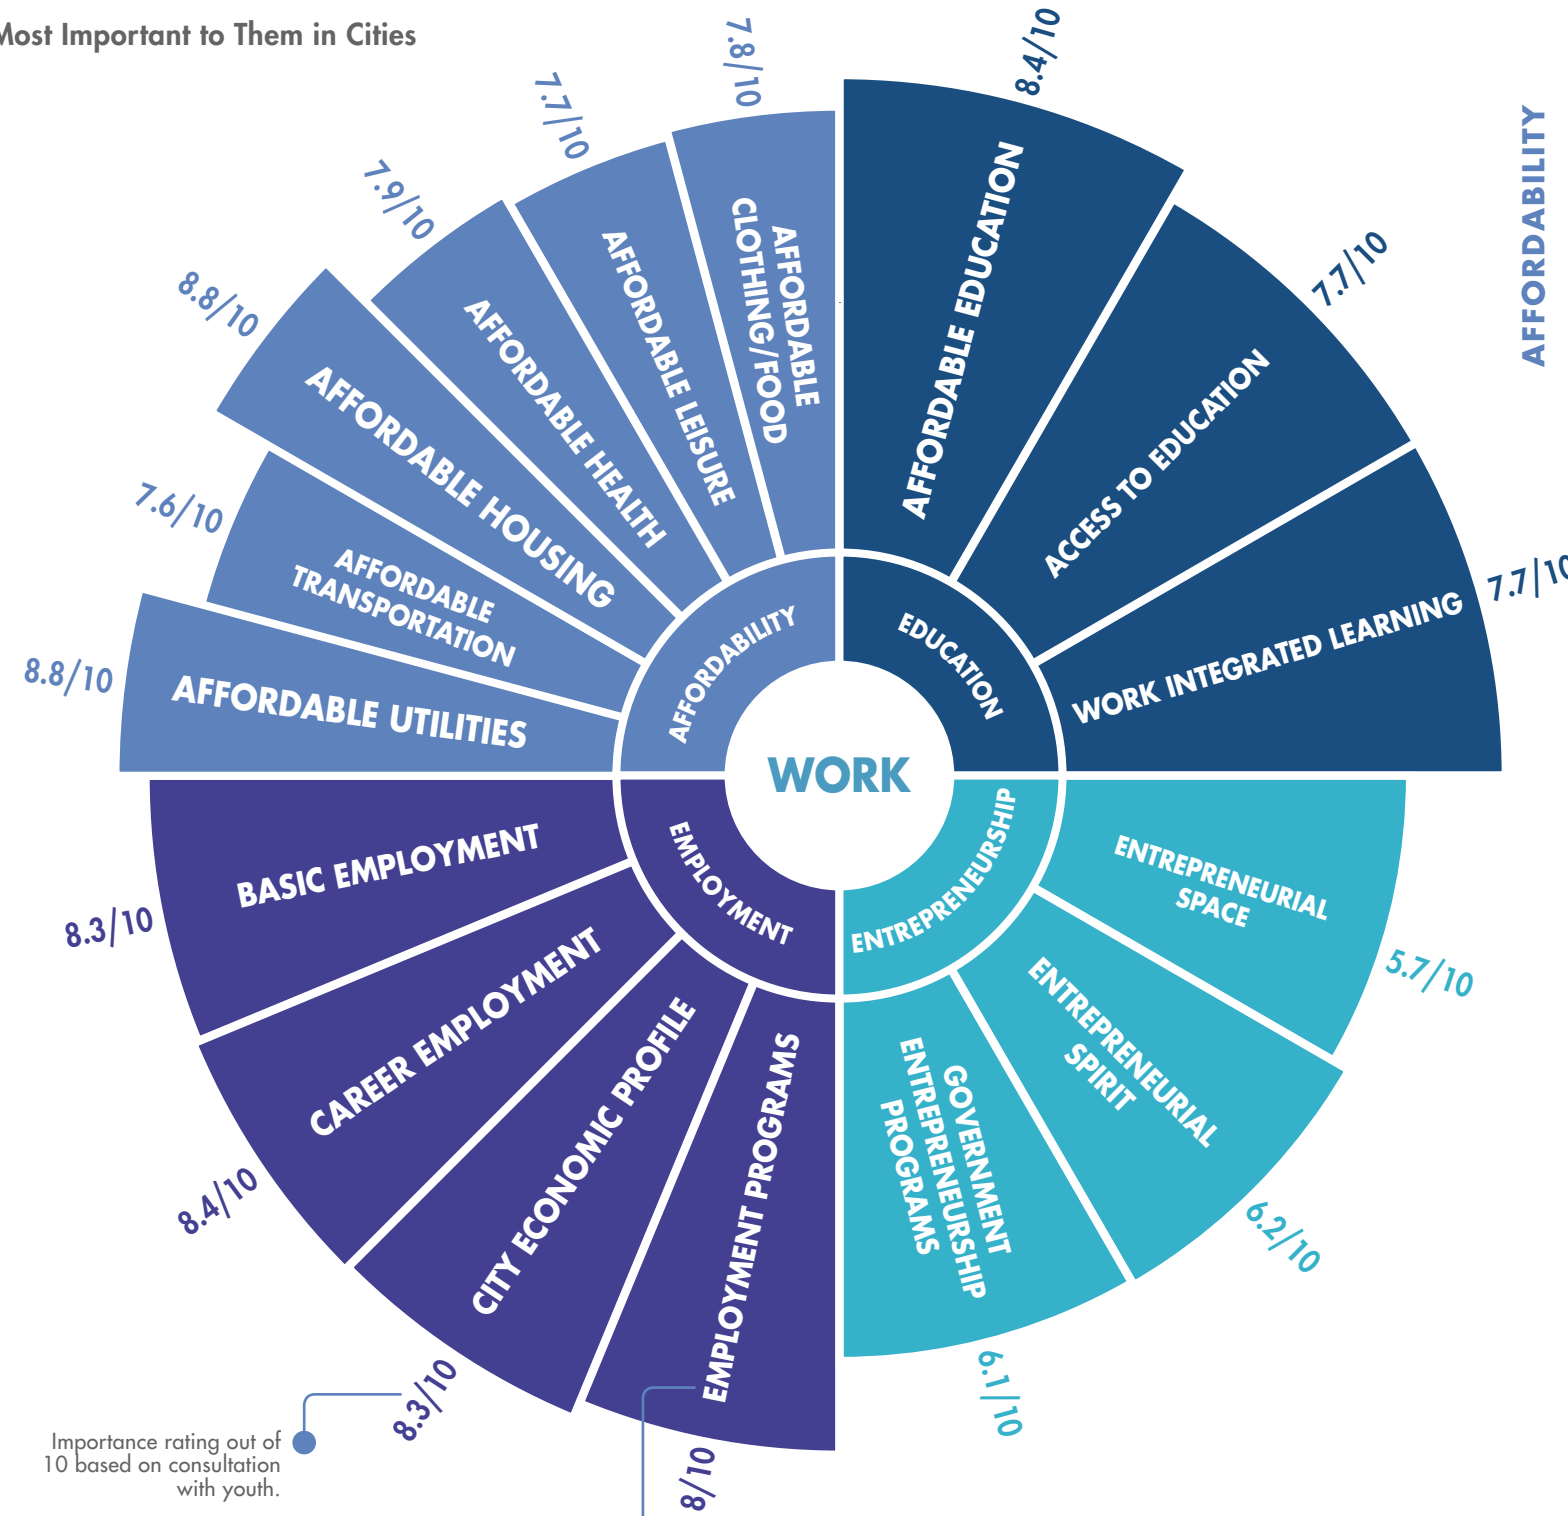 Most Important to Them in Cities
7.8/10
8.4/10
7.7/10
7.9/10
8.8/10
7.6/10
8.8/10
7.7/10
7.7/10
AFFORDABILITY
AFFORDABLE
CLOTHING/FOOD
AFFORDABLE LEISURE
AFFORDABLE HEALTH
AFFORDABLE HOUSING
AFFORDABLE
TRANSPORTATION
AFFORDABLE UTILITIES
AFFORDABLE EDUCATION
ACCESS TO EDUCATION
WORK INTEGRATED LEARNING
AFFORDABILITY
EDUCATION
WORK
EMPLOYMENT
ENTREPRENEURSHIP
BASIC EMPLOYMENT
8.3/10
CAREER EMPLOYMENT
8.4/10
CITY ECONOMIC PROFILE
8.3/10
EMPLOYMENT PROGRAMS
8/10
ENTREPRENEURIAL
SPACE
5.7/10
ENTREPRENEURIAL
SPIRIT
6.2/10
GOVERNMENT
ENTREPRENEURSHIP
PROGRAMS
6.1/10
Importance rating out of
10 based on consultation
with youth.